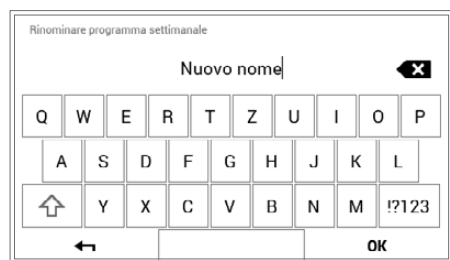 Rinominare programma settimanale
Nuovo nome
Q W E R T Z U I O P
A S D F G H J K L
Y X C V B N M !?123
OK